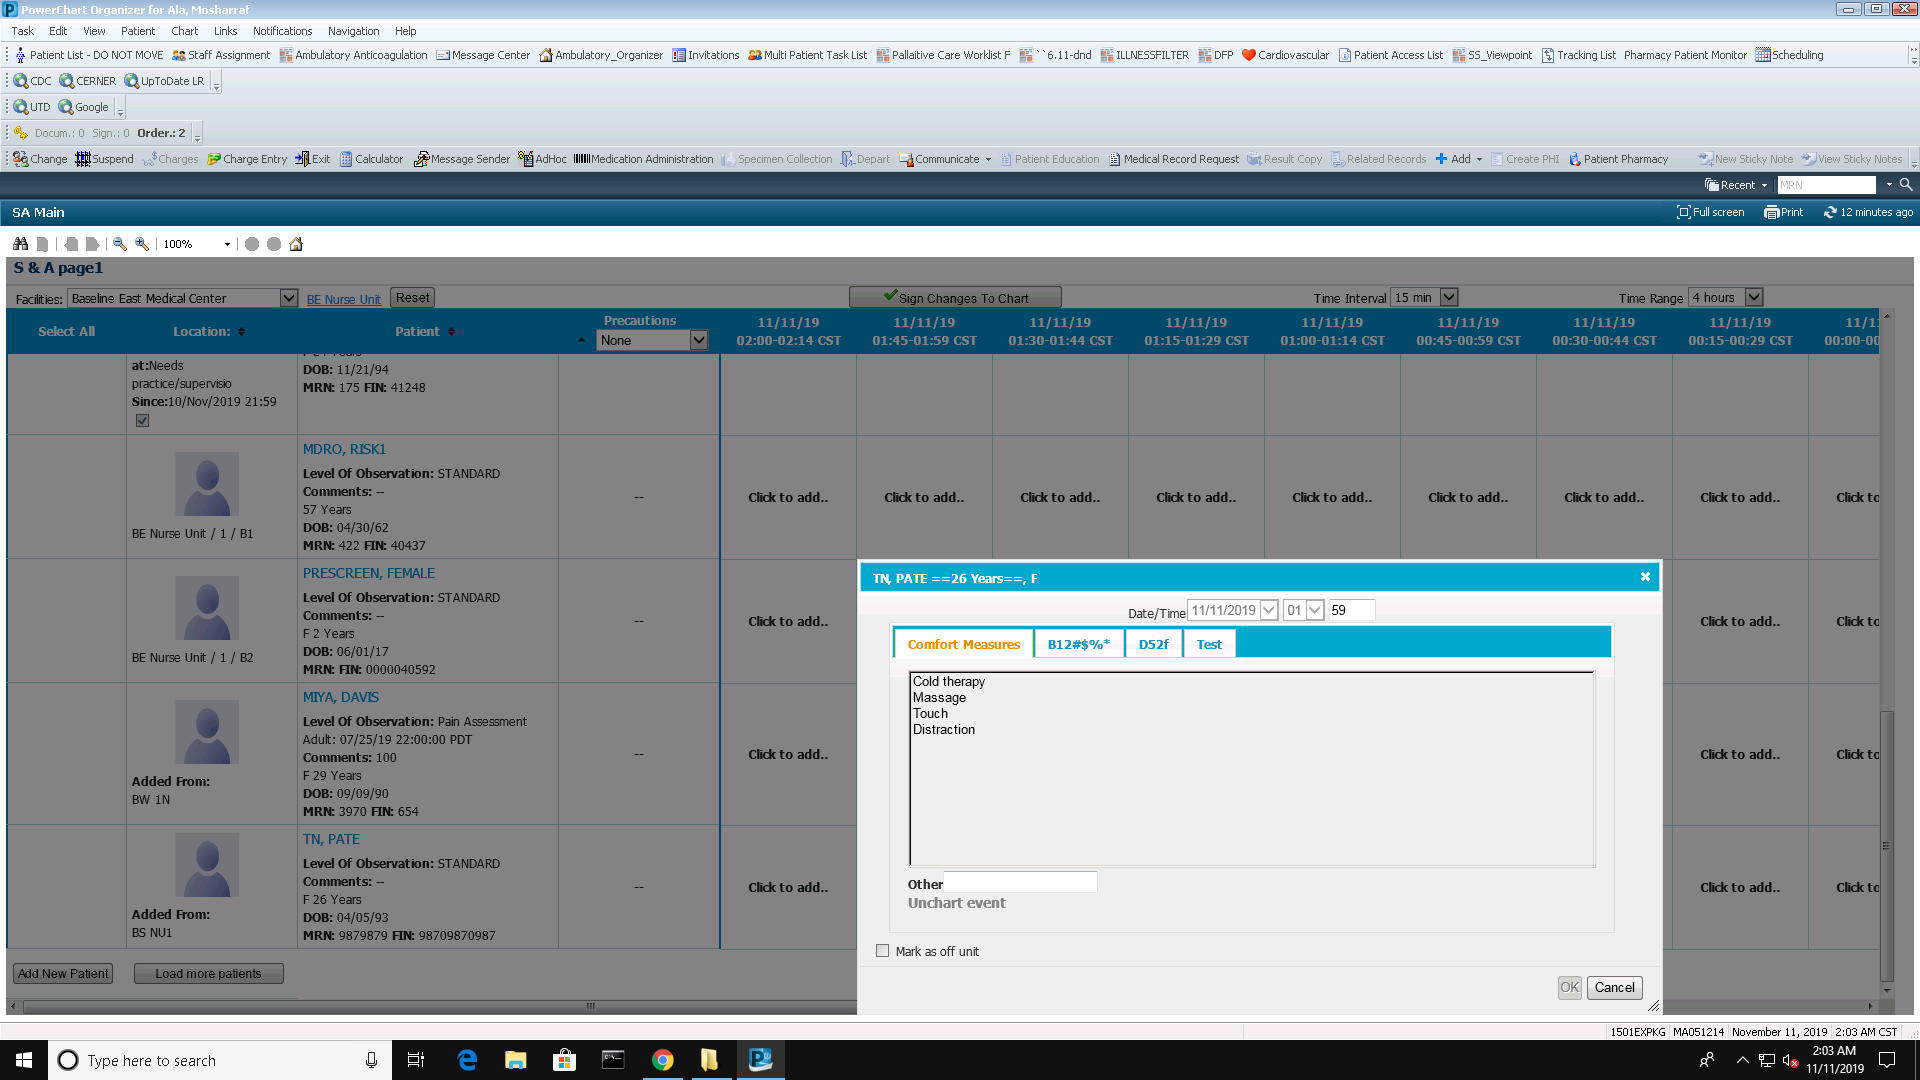 PowerChart Organizer for Ala, Mosharraf
Task Edit View Patient Chart Links Notifications Navigation Help
Patient List - DO NOT MOVE Staff Assignment Ambulatory Anticoagulation Message Center Ambulatory_Organizer Invitations Multi Patient Task List Pallaitive Care Worklist F ``6.11-dnd ILLNESSFILTER DFP Cardiovascular Patient Access List SS_Viewpoint Tracking List Pharmacy Patient Monitor Scheduling
CDC CERNER UpToDate LR
UTD Google
Docum.: 0 Sign.: 0 Order.: 2
Change Suspend Charges Charge Entry Exit Calculator Message Sender AdHoc Medication Administration Specimen Collection Depart Communicate Patient Education Medical Record Request Result Copy Related Records Add Create PHI Patient Pharmacy New Sticky Note View Sticky Notes
Recent MRN
SA Main Full screen Print 12 minutes ago
100%
S & A page1
Facilities: Baseline East Medical Center BE Nurse Unit Reset Sign Changes To Chart Time Interval 15 min Time Range 4 hours
Select All Location: Patient Precautions None
11/11/19 11/11/19 11/11/19 11/11/19 11/11/19 11/11/19 11/11/19 11/11/19 11/1
02:00-02:14 CST 01:45-01:59 CST 01:30-01:44 CST 01:15-01:29 CST 01:00-01:14 CST 00:45-00:59 CST 00:30-00:44 CST 00:15-00:29 CST 00:00-00
at:Needs
practice/supervisio
Since:10/Nov/2019 21:59
DOB: 11/21/94
MRN: 175 FIN: 41248
BE Nurse Unit / 1 / B1
MDRO, RISK1
Level Of Observation: STANDARD
Comments: --
57 Years
DOB: 04/30/62
MRN: 422 FIN: 40437
--
Click to add.. Click to add.. Click to add.. Click to add.. Click to add.. Click to add.. Click to add.. Click to add.. Click to
BE Nurse Unit / 1 / B2
PRESCREEN, FEMALE
Level Of Observation: STANDARD
Comments: --
F 2 Years
DOB: 06/01/17
MRN: FIN: 0000040592
--
Click to add.. Click to add.. Click to
Added From:
BW 1N
MIYA, DAVIS
Level Of Observation: Pain Assessment
Adult: 07/25/19 22:00:00 PDT
Comments: 100
F 29 Years
DOB: 09/09/90
MRN: 3970 FIN: 654
--
Click to add.. Click to add.. Click to
Added From:
BS NU1
TN, PATE
Level Of Observation: STANDARD
Comments: --
F 26 Years
DOB: 04/05/93
MRN: 9879879 FIN: 98709870987
--
Click to add.. Click to add.. Click to
Add New Patient Load more patients
TN, PATE ==26 Years==, F
Date/Time 11/11/2019 01 59
Comfort Measures B12#$%* D52f Test
Cold therapy
Massage
Touch
Distraction
Other
Unchart event
Mark as off unit
OK Cancel
1501EXPKG MA051214 November 11, 2019 2:03 AM CST
Type here to search
2:03 AM
11/11/2019